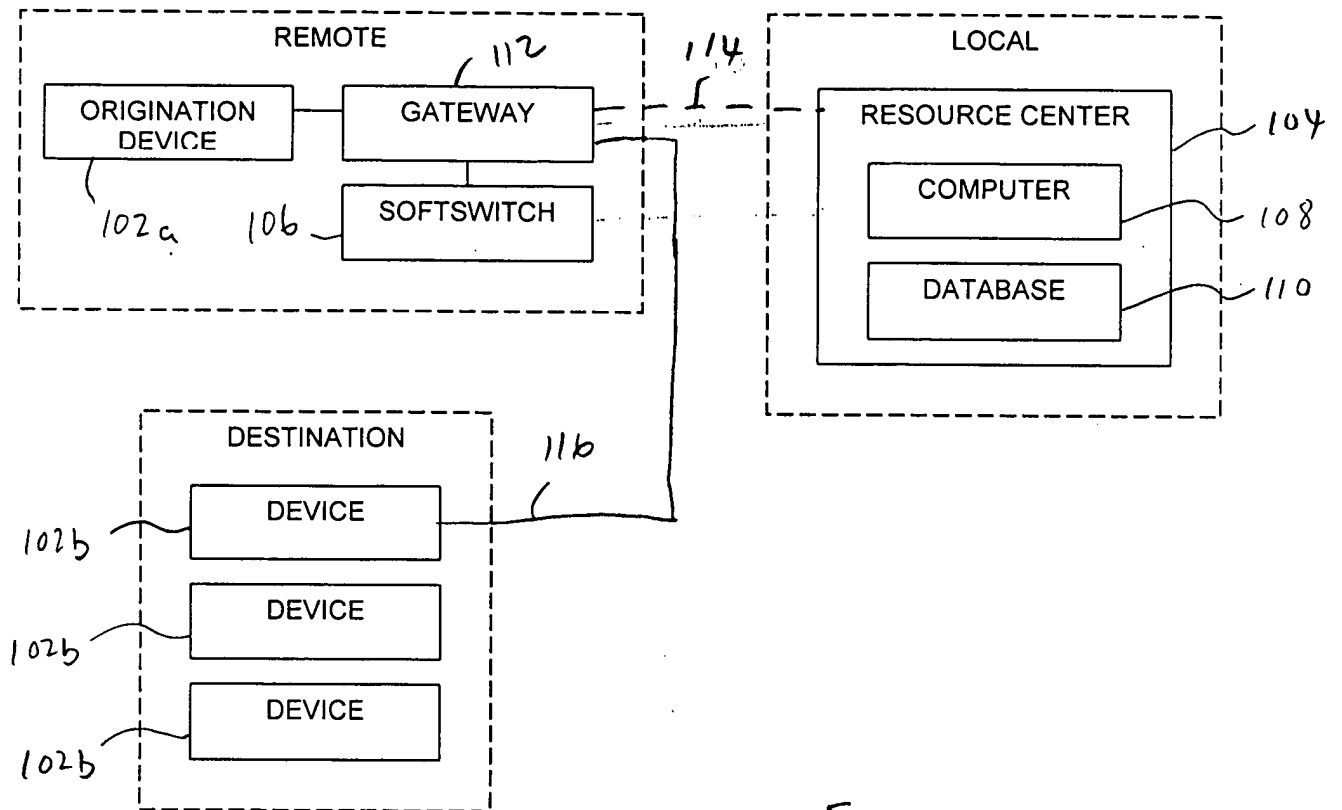 REMOTE
112
ORIGINATION
DEVICE
GATEWAY
102a
106
SOFTSWITCH
114
LOCAL
RESOURCE CENTER
104
COMPUTER
108
DATABASE
110
DESTINATION
116
DEVICE
102b
DEVICE
102b
DEVICE
102b